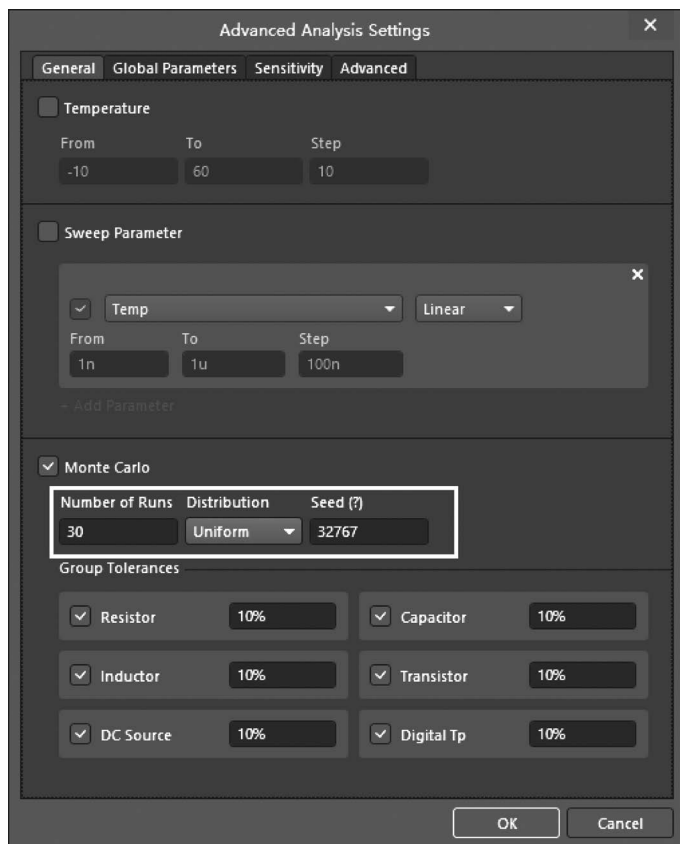 Advanced Analysis Settings
General Global Parameters Sensitivity Advanced
Temperature
From To Step
-10 60 10
Sweep Parameter
Temp Linear
From To Step
1n 1u 100n
+ Add Parameter
Monte Carlo
Number of Runs Distribution Seed (?)
30 Uniform 32767
Group Tolerances
Resistor 10% Capacitor 10%
Inductor 10% Transistor 10%
DC Source 10% Digital Tp 10%
OK Cancel